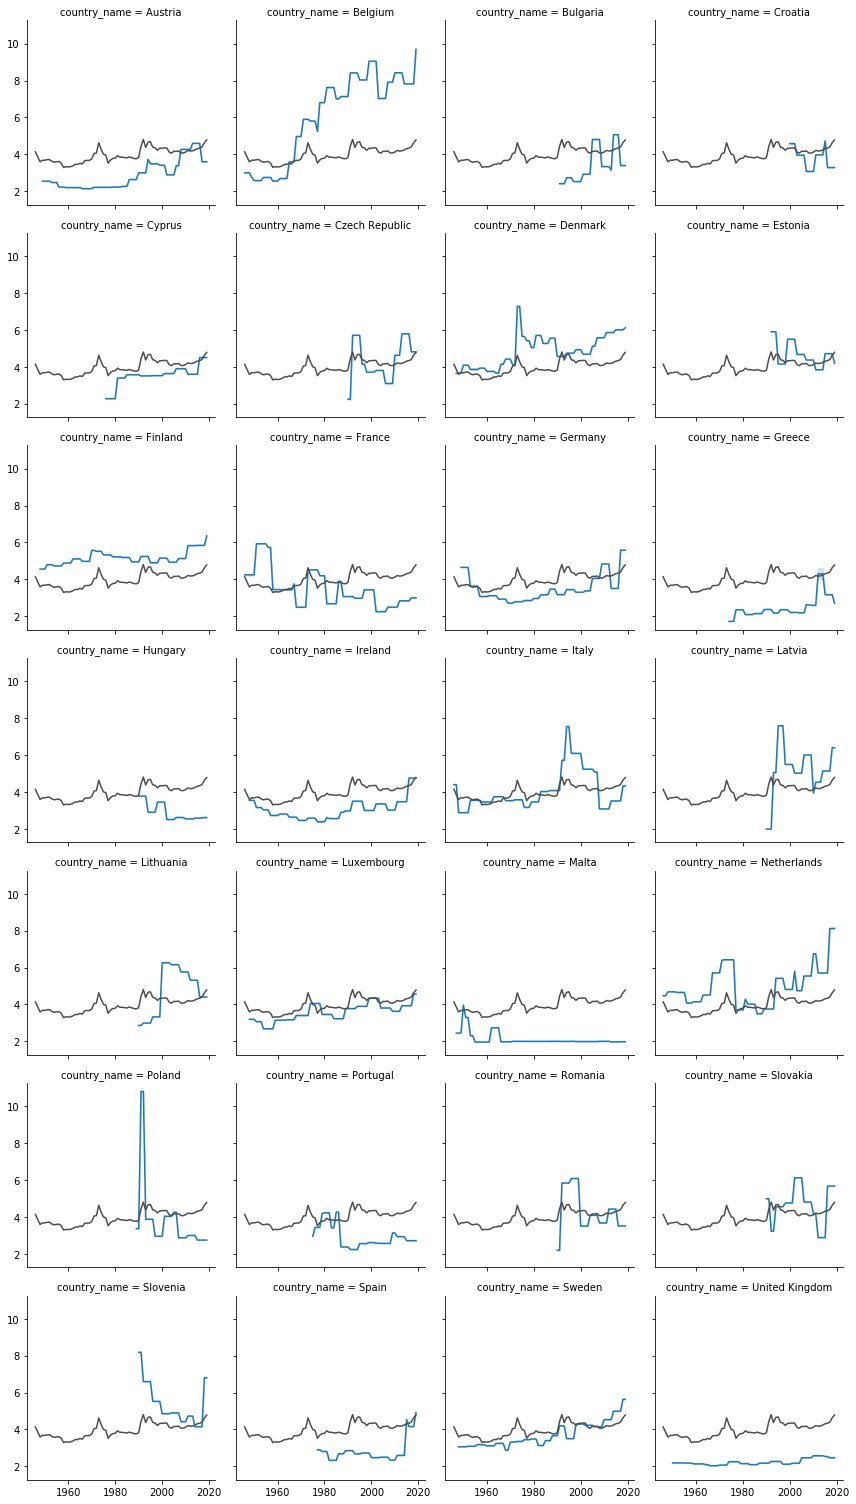 country_name = Austria
country_name = Belgium
country_name = Bulgaria
country_name = Croatia
10
8
6
4
2
country_name = Cyprus
country_name = Czech Republic
country_name = Denmark
country_name = Estonia
10
8
6
4
2
country_name = Finland
country_name = France
country_name = Germany
country_name = Greece
10
8
6
4
2
country_name = Hungary
country_name = Ireland
country_name = Italy
country_name = Latvia
10
8
6
4
2
country_name = Lithuania
country_name = Luxembourg
country_name = Malta
country_name = Netherlands
10
8
6
4
2
country_name = Poland
country_name = Portugal
country_name = Romania
country_name = Slovakia
10
8
6
4
2
country_name = Slovenia
country_name = Spain
country_name = Sweden
country_name = United Kingdom
10
8
6
4
2
1960 1980 2000 2020
1960 1980 2000 2020
1960 1980 2000 2020
1960 1980 2000 2020